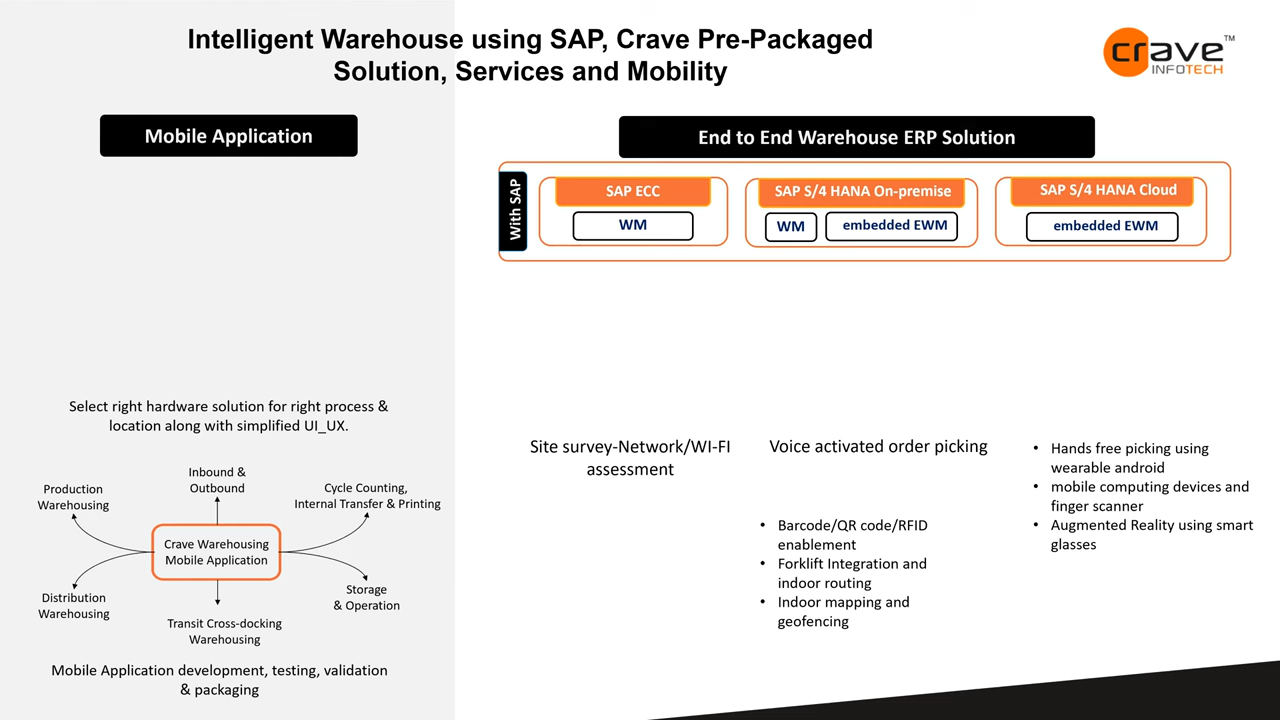 Intelligent Warehouse using SAP, Crave Pre-Packaged
Solution, Services and Mobility
crave™
INFOTECH
Mobile Application
Select right hardware solution for right process &
location along with simplified UI_UX.
Inbound &
Outbound
Production
Warehousing
Cycle Counting,
Internal Transfer & Printing
Crave Warehousing
Mobile Application
Distribution
Warehousing
Storage
& Operation
Transit Cross-docking
Warehousing
Mobile Application development, testing, validation
& packaging
End to End Warehouse ERP Solution
With SAP
SAP ECC
WM
SAP S/4 HANA On-premise
WM
embedded EWM
SAP S/4 HANA Cloud
embedded EWM
Site survey-Network/WI-FI
assessment
Voice activated order picking
• Barcode/QR code/RFID
enablement
• Forklift Integration and
indoor routing
• Indoor mapping and
geofencing
• Hands free picking using
wearable android
• mobile computing devices and
finger scanner
• Augmented Reality using smart
glasses